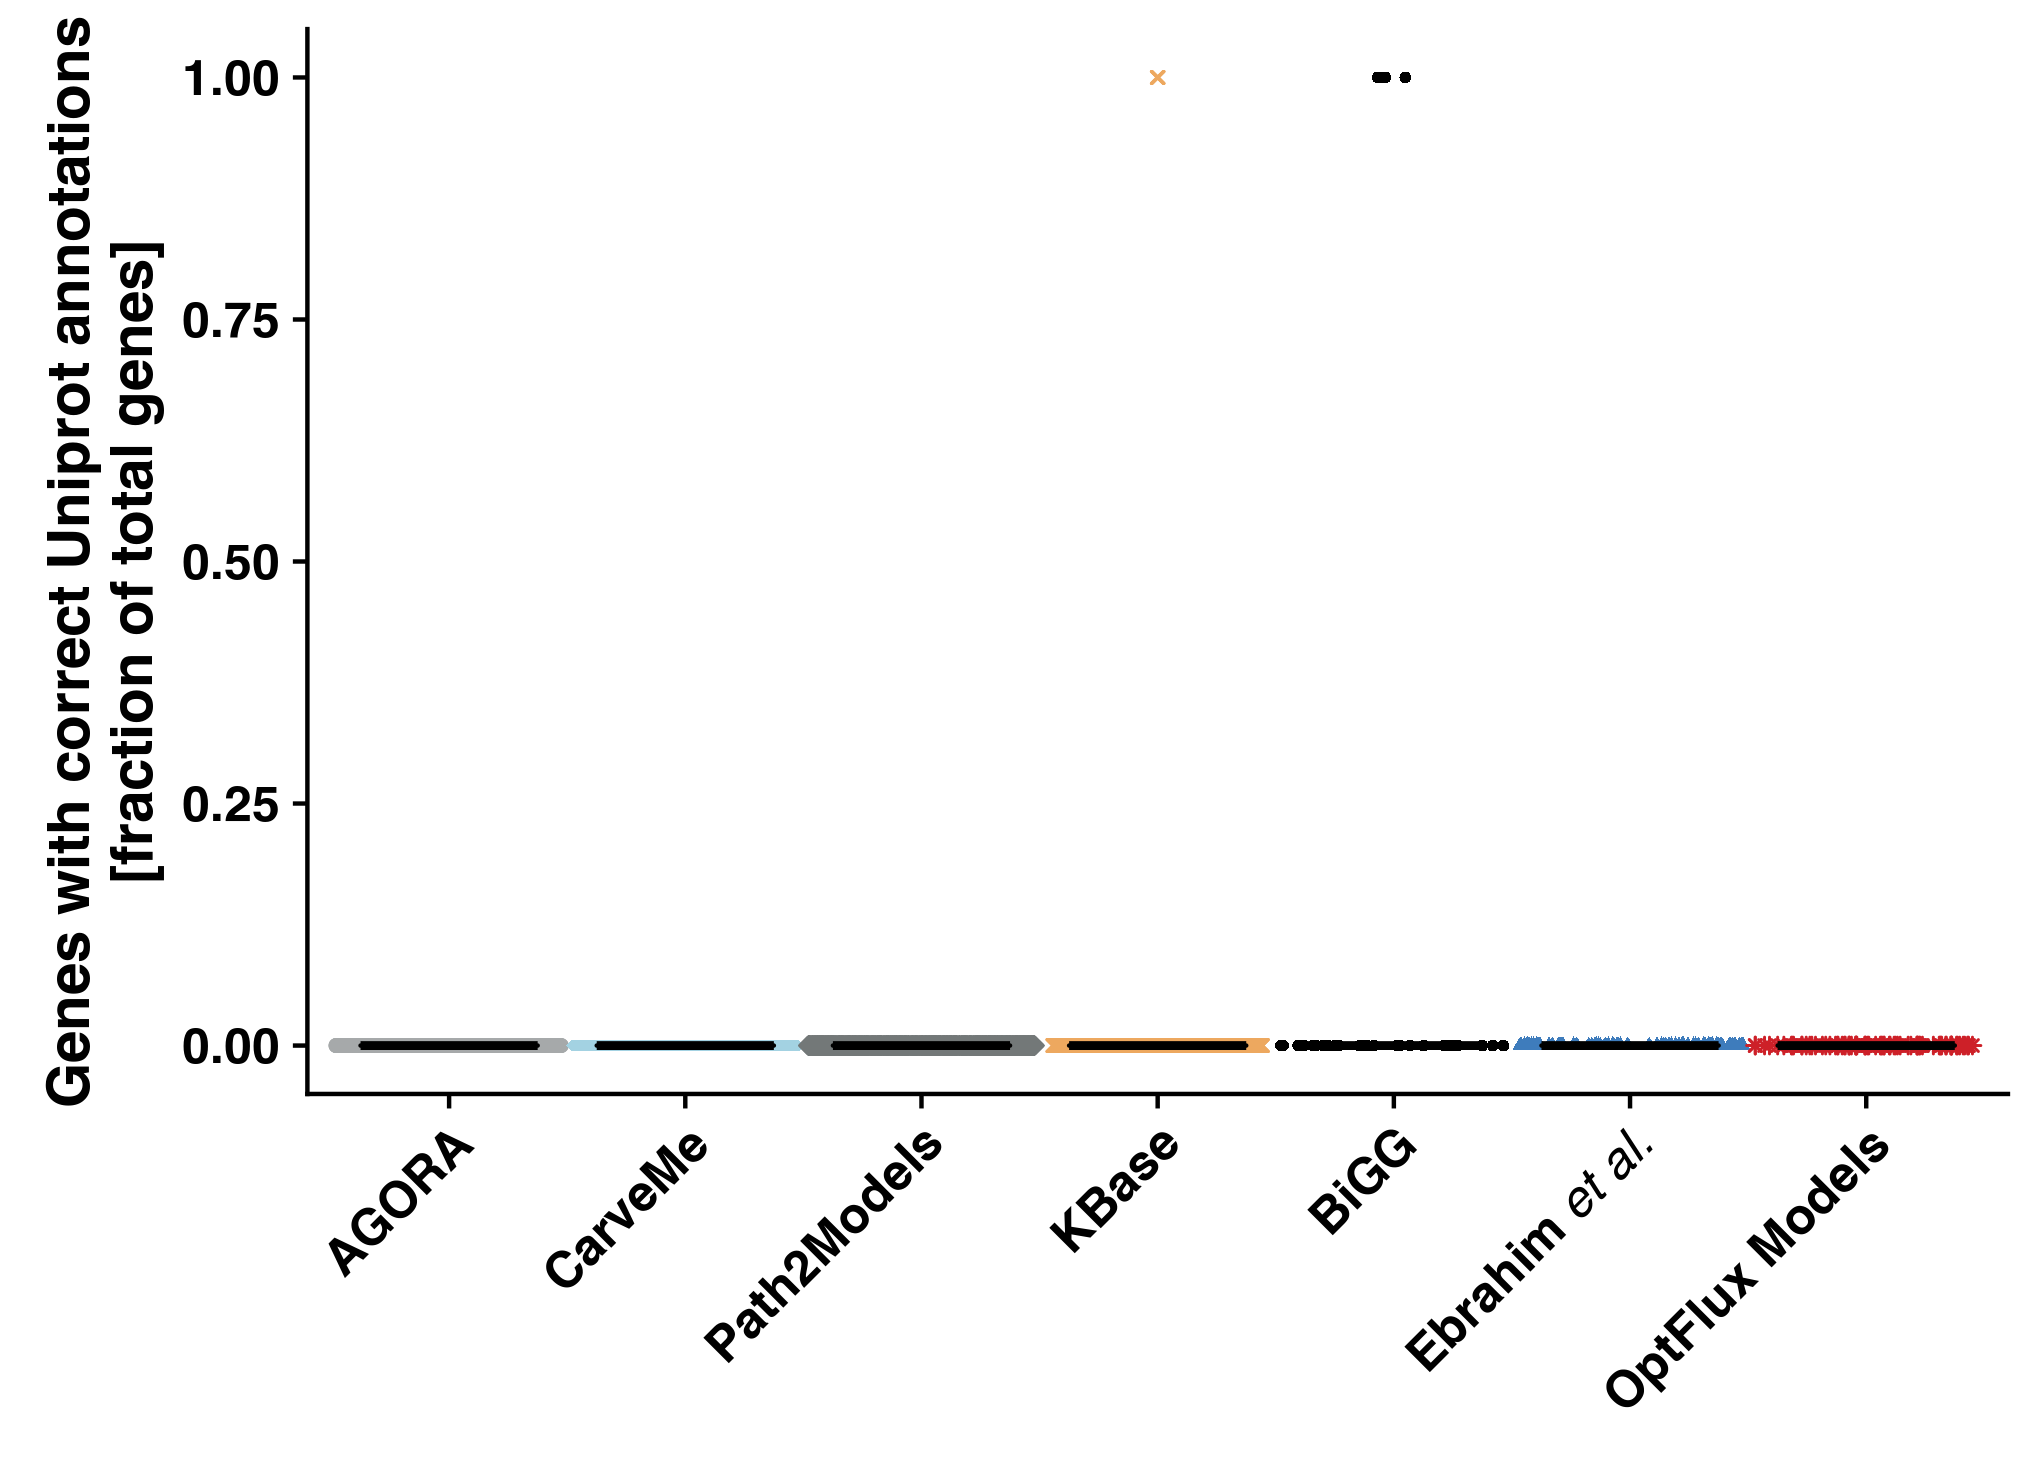 Genes with correct Uniprot annotations
[fraction of total genes]
1.00
0.75
0.50
0.25
0.00
AGORA
CarveMe
Path2Models
KBase
BiGG
Ebrahim et al.
OptFlux Models